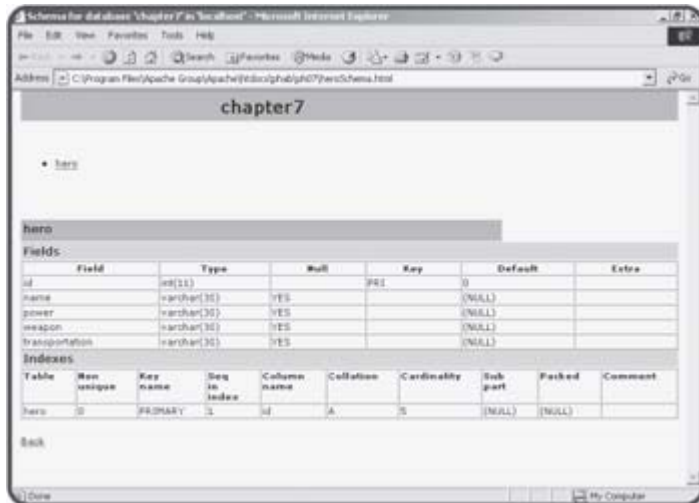 Schema for database 'chapter7' in 'localhost' - Microsoft Internet Explorer
File Edit View Favorites Tools Help
Search Favorites Media
Address C:\Program Files\Apache Group\Apache\htdocs\phab\ph07\heroSchema.html Go
chapter7
hero
hero
Fields
Field Type Null Key Default Extra
id int(11) PRI 0
name varchar(30) YES (NULL)
power varchar(30) YES (NULL)
weapon varchar(30) YES (NULL)
transportation varchar(30) YES (NULL)
Indexes
Table Non unique Key name Seq in index Column name Collation Cardinality Sub part Packed Comment
hero 0 PRIMARY 1 id A 5 (NULL) (NULL)
Back
Done My Computer